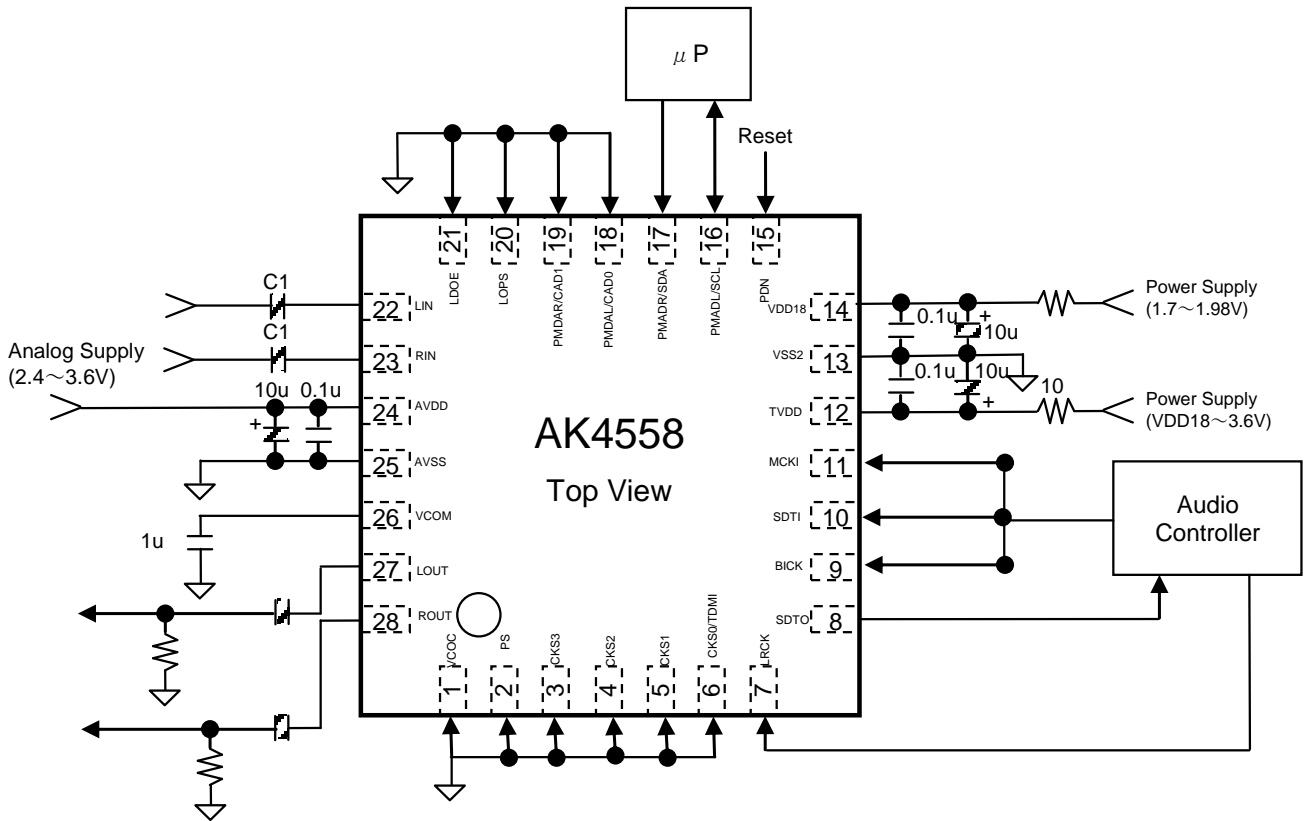 μ P
Reset
21
20
19
18
17
16
15
LDOE
LOPS
PMDAR/CAD1
PMDAL/CAD0
PMADR/SDA
PMADL/SCL
PDN
C1
22
LIN
C1
23
RIN
Analog Supply
(2.4～3.6V)
10u
0.1u
+
24
AVDD
25
AVSS
26
VCOM
1u
27
LOUT
28
ROUT
AK4558
Top View
VDD18
14
Power Supply
(1.7～1.98V)
0.1u
+
10u
VSS2
13
0.1u
10u
+
10
TVDD
12
Power Supply
(VDD18～3.6V)
MCKI
11
SDTI
10
BICK
9
SDTO
8
Audio
Controller
VCOC
PS
CKS3
CKS2
CKS1
CKS0/TDMI
LRCK
1
2
3
4
5
6
7